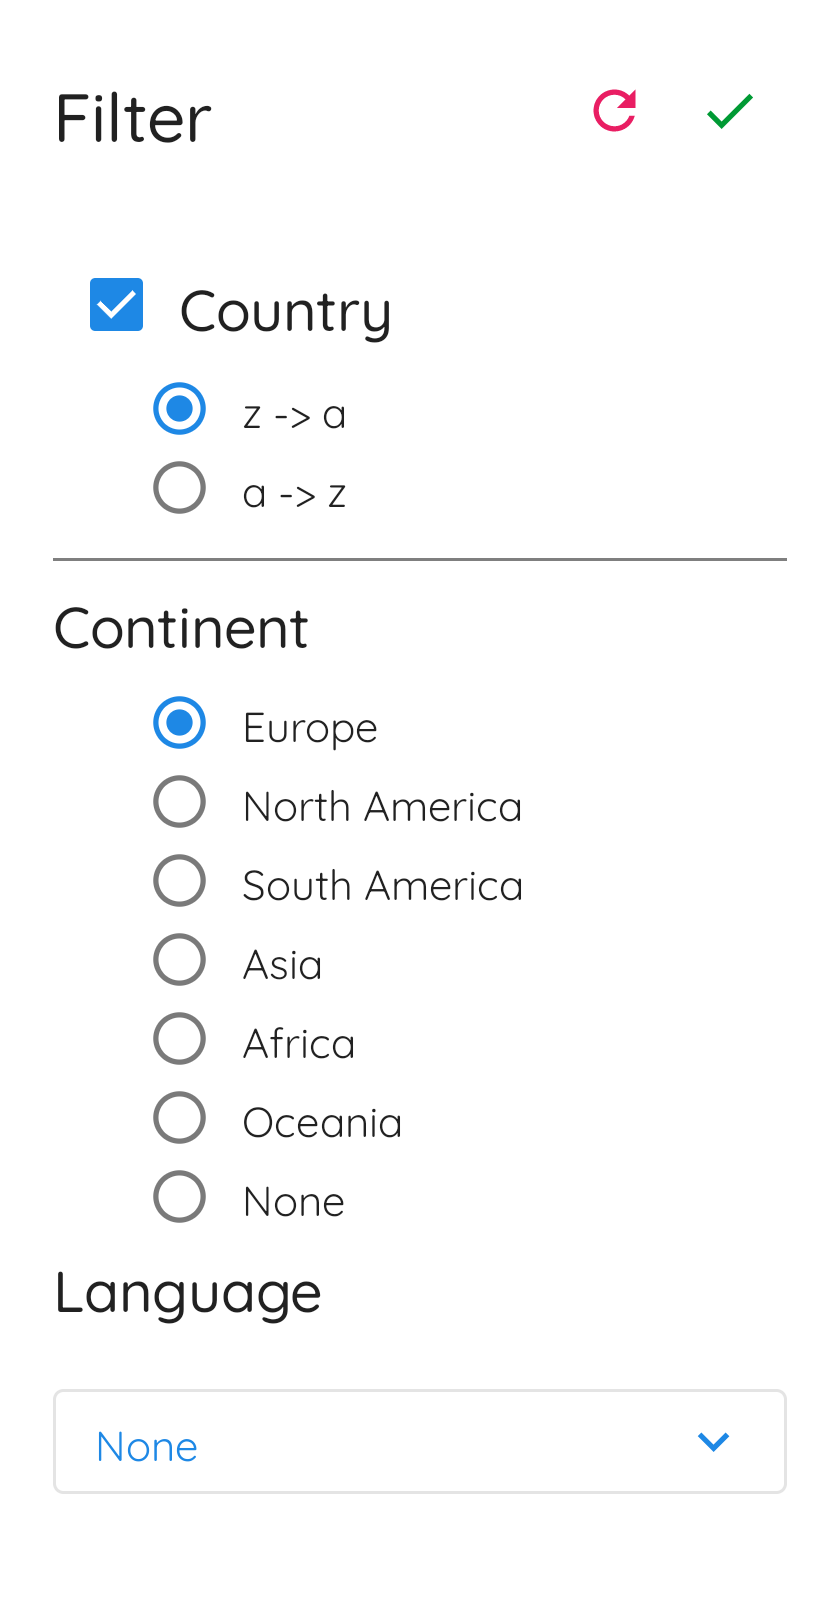 Filter
Country
z -> a
a -> z
Continent
Europe
North America
South America
Asia
Africa
Oceania
None
Language
None